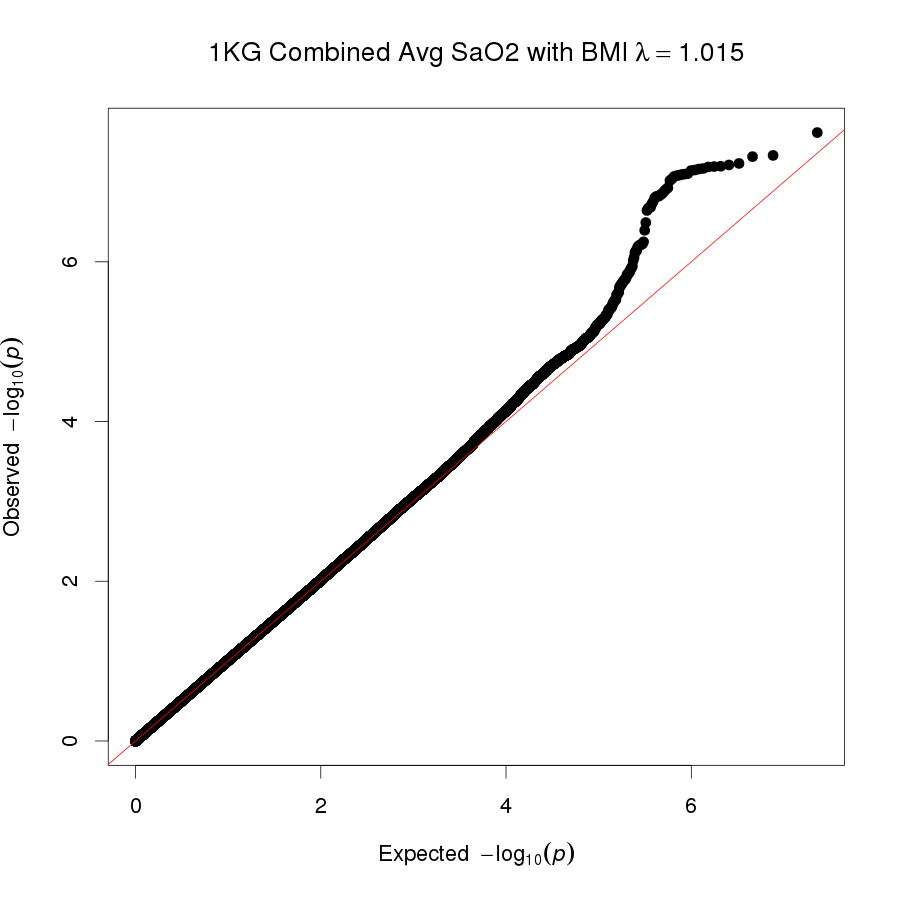 1KG Combined Avg SaO2 with BMI λ = 1.015
Observed −log₁₀(p)
6
4
2
0
0 2 4 6
Expected −log₁₀(p)